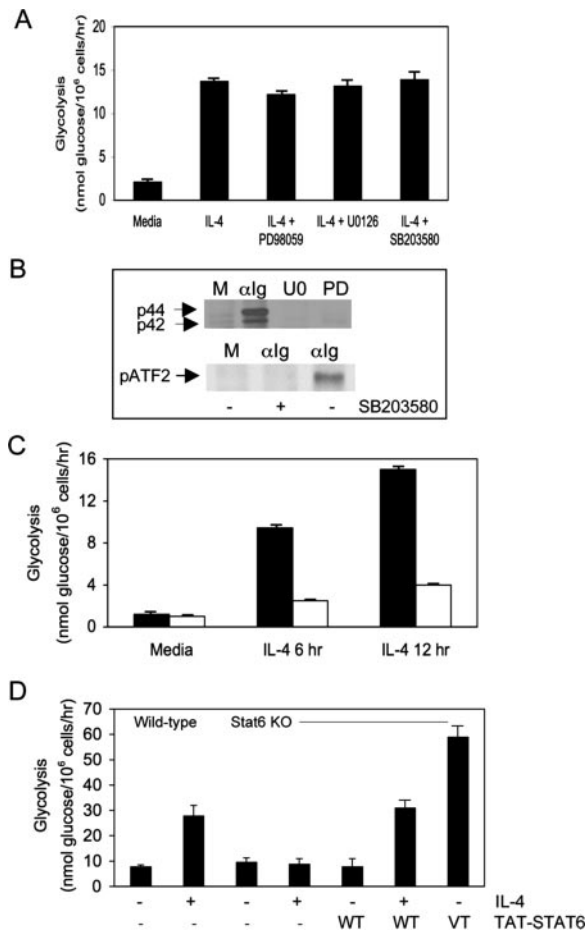 A
Glycolysis
(nmol glucose/10⁶ cells/hr)
20
15
10
5
0
Media
IL-4
IL-4 +
PD98059
IL-4 + U0126
IL-4 +
SB203580
B
M αIg U0 PD
p44
p42
M αIg αIg
pATF2
- + - SB203580
C
Glycolysis
(nmol glucose/10⁶ cells/hr)
16
12
8
4
0
Media
IL-4 6 hr
IL-4 12 hr
D
Glycolysis
(nmol glucose/10⁶ cells/hr)
70
60
50
40
30
20
10
0
Wild-type Stat6 KO
- + - + - + - IL-4
- - - - WT WT VT TAT-STAT6